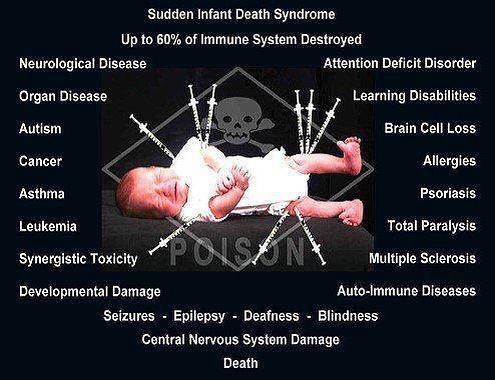 Sudden Infant Death Syndrome
Up to 60% of Immune System Destroyed
Neurological Disease
Attention Deficit Disorder
Organ Disease
Learning Disabilities
Autism
Brain Cell Loss
Cancer
Allergies
Asthma
Psoriasis
Leukemia
Total Paralysis
POISON
Synergistic Toxicity
Multiple Sclerosis
Developmental Damage
Auto-Immune Diseases
Seizures - Epilepsy - Deafness - Blindness
Central Nervous System Damage
Death